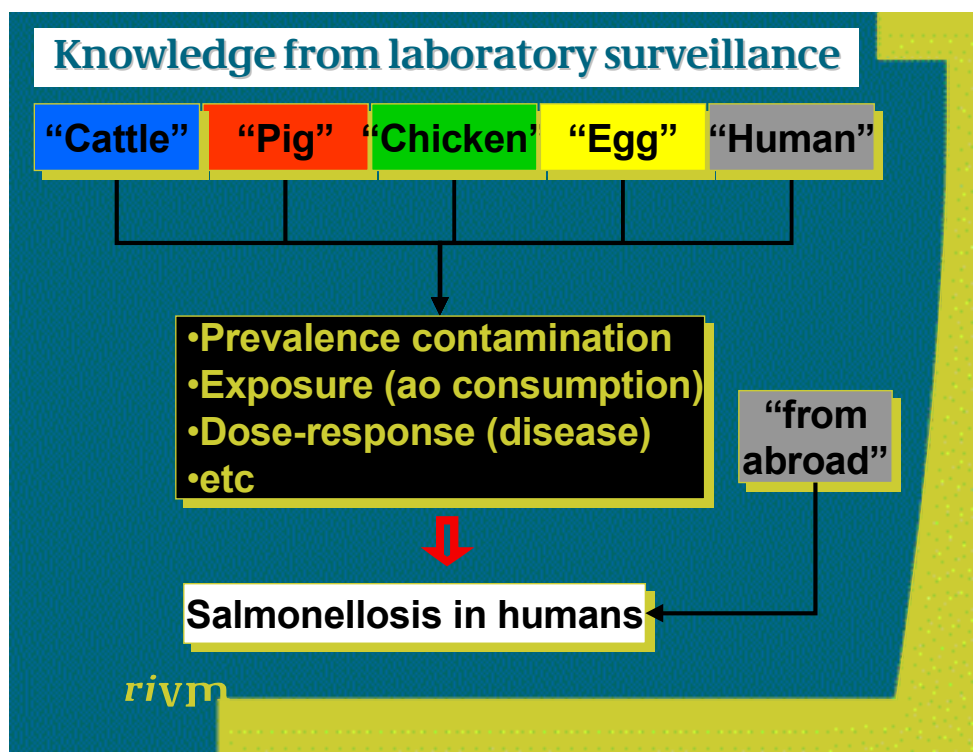 Knowledge from laboratory surveillance
“Cattle” “Pig” “Chicken” “Egg” “Human”
•Prevalence contamination
•Exposure (ao consumption)
•Dose-response (disease)
•etc
“from
abroad”
Salmonellosis in humans
rivm